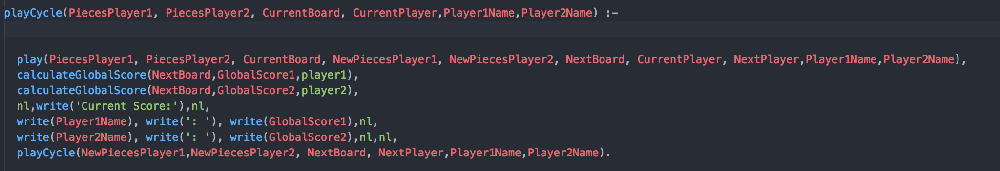 playCycle(PiecesPlayer1, PiecesPlayer2, CurrentBoard, CurrentPlayer,Player1Name,Player2Name) :-
play(PiecesPlayer1, PiecesPlayer2, CurrentBoard, NewPiecesPlayer1, NewPiecesPlayer2, NextBoard, CurrentPlayer, NextPlayer,Player1Name,Player2Name),
calculateGlobalScore(NextBoard,GlobalScore1,player1),
calculateGlobalScore(NextBoard,GlobalScore2,player2),
nl,write('Current Score:'),nl,
write(Player1Name), write(': '), write(GlobalScore1),nl,
write(Player2Name), write(': '), write(GlobalScore2),nl,nl,
playCycle(NewPiecesPlayer1,NewPiecesPlayer2, NextBoard, NextPlayer,Player1Name,Player2Name).